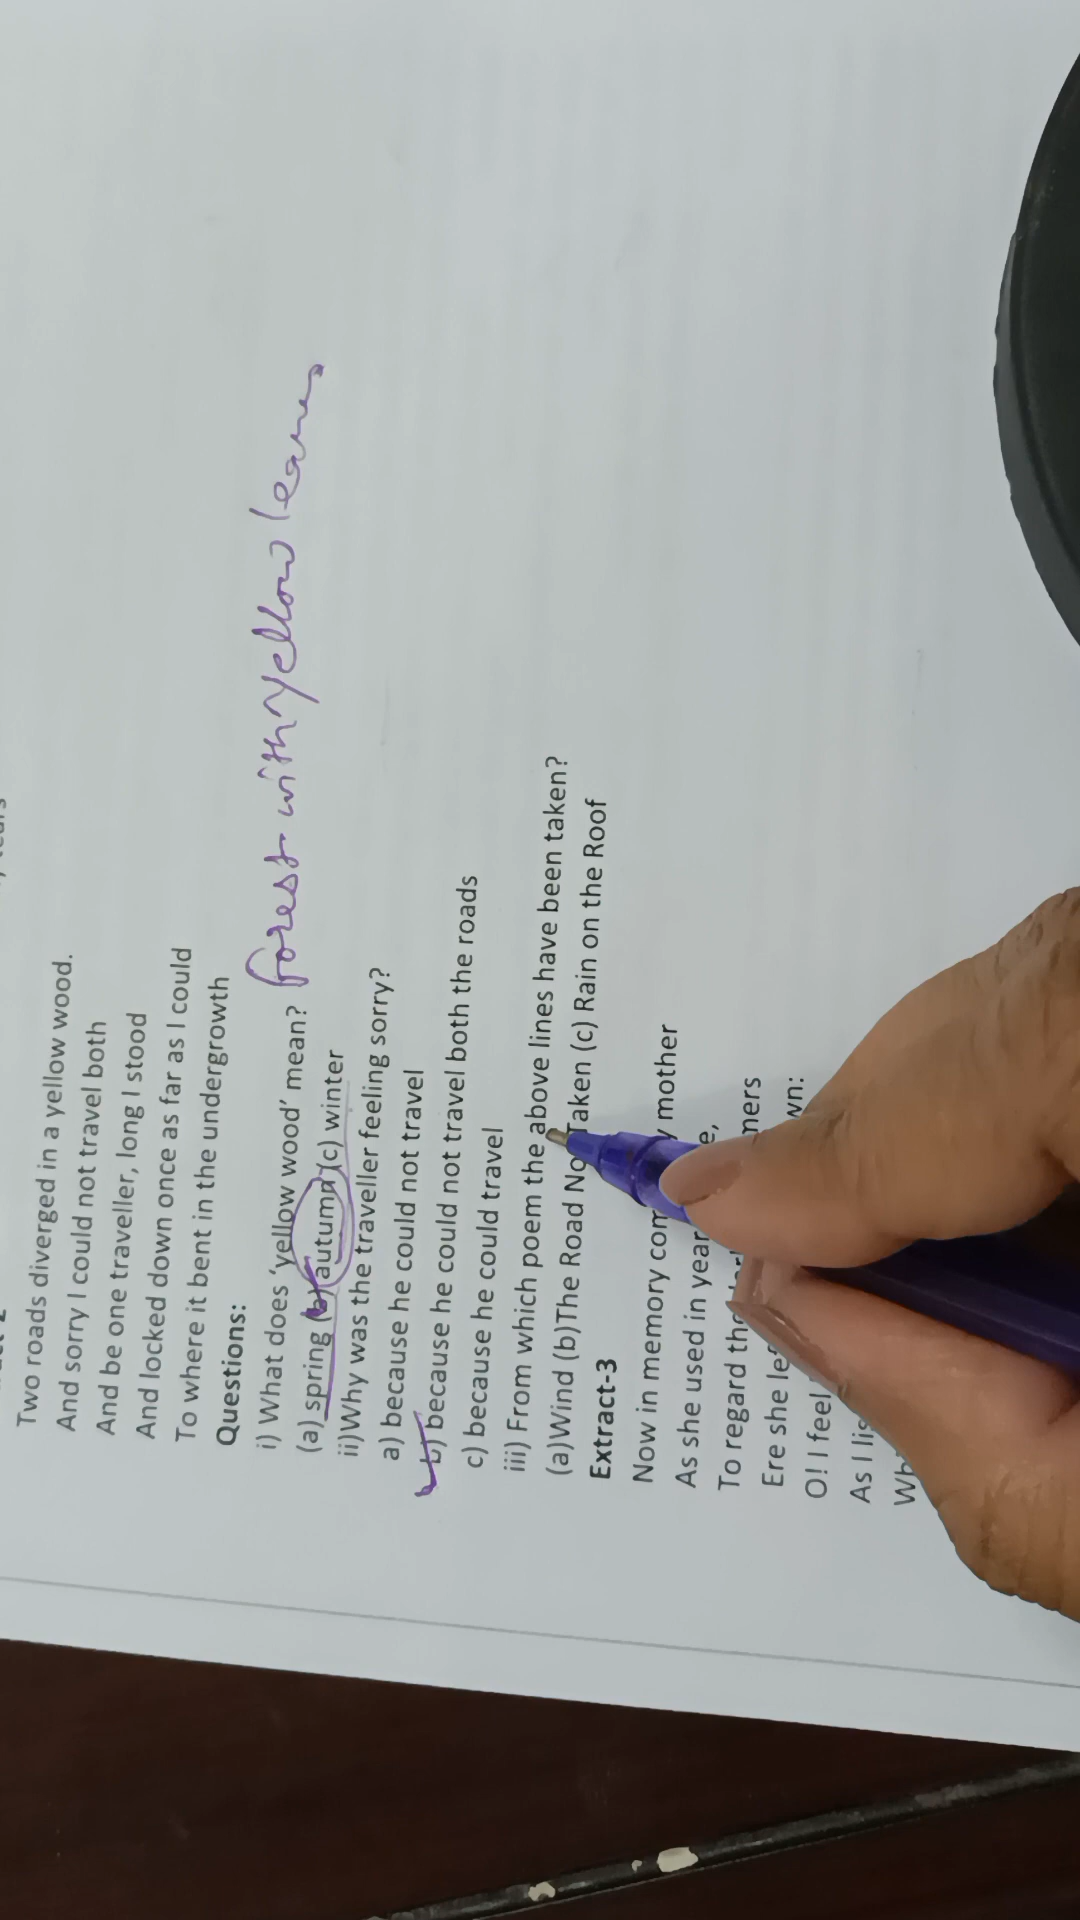 Two roads diverged in a yellow wood.
And sorry I could not travel both
And be one traveller, long I stood
And locked down once as far as I could
To where it bent in the undergrowth
Questions:
i) What does ‘yellow wood’ mean? forest with yellow leaves
(a) spring (b) autumn (c) winter
ii)Why was the traveller feeling sorry?
a) because he could not travel
b) because he could not travel both the roads
c) because he could travel
iii) From which poem the above lines have been taken?
(a)Wind (b)The Road Not Taken (c) Rain on the Roof
Extract-3
Now in memory mother
As she used in
To regard the
Ere she
O! I feel
As I